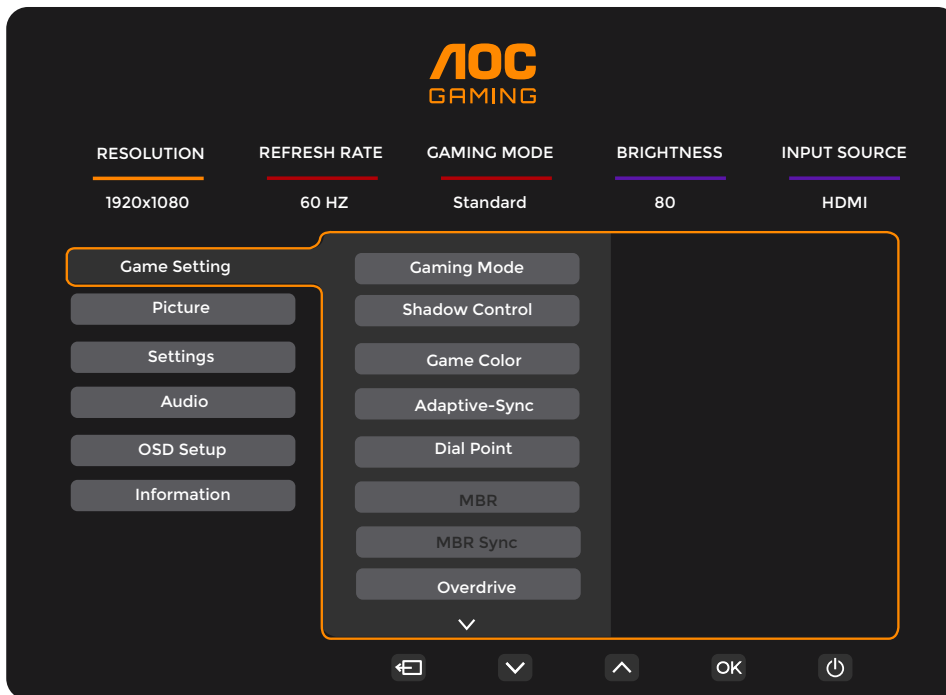 AOC
GAMING
RESOLUTION REFRESH RATE GAMING MODE BRIGHTNESS INPUT SOURCE
1920x1080 60 HZ Standard 80 HDMI
Game Setting
Picture
Settings
Audio
OSD Setup
Information
Gaming Mode
Shadow Control
Game Color
Adaptive-Sync
Dial Point
MBR
MBR Sync
Overdrive
OK